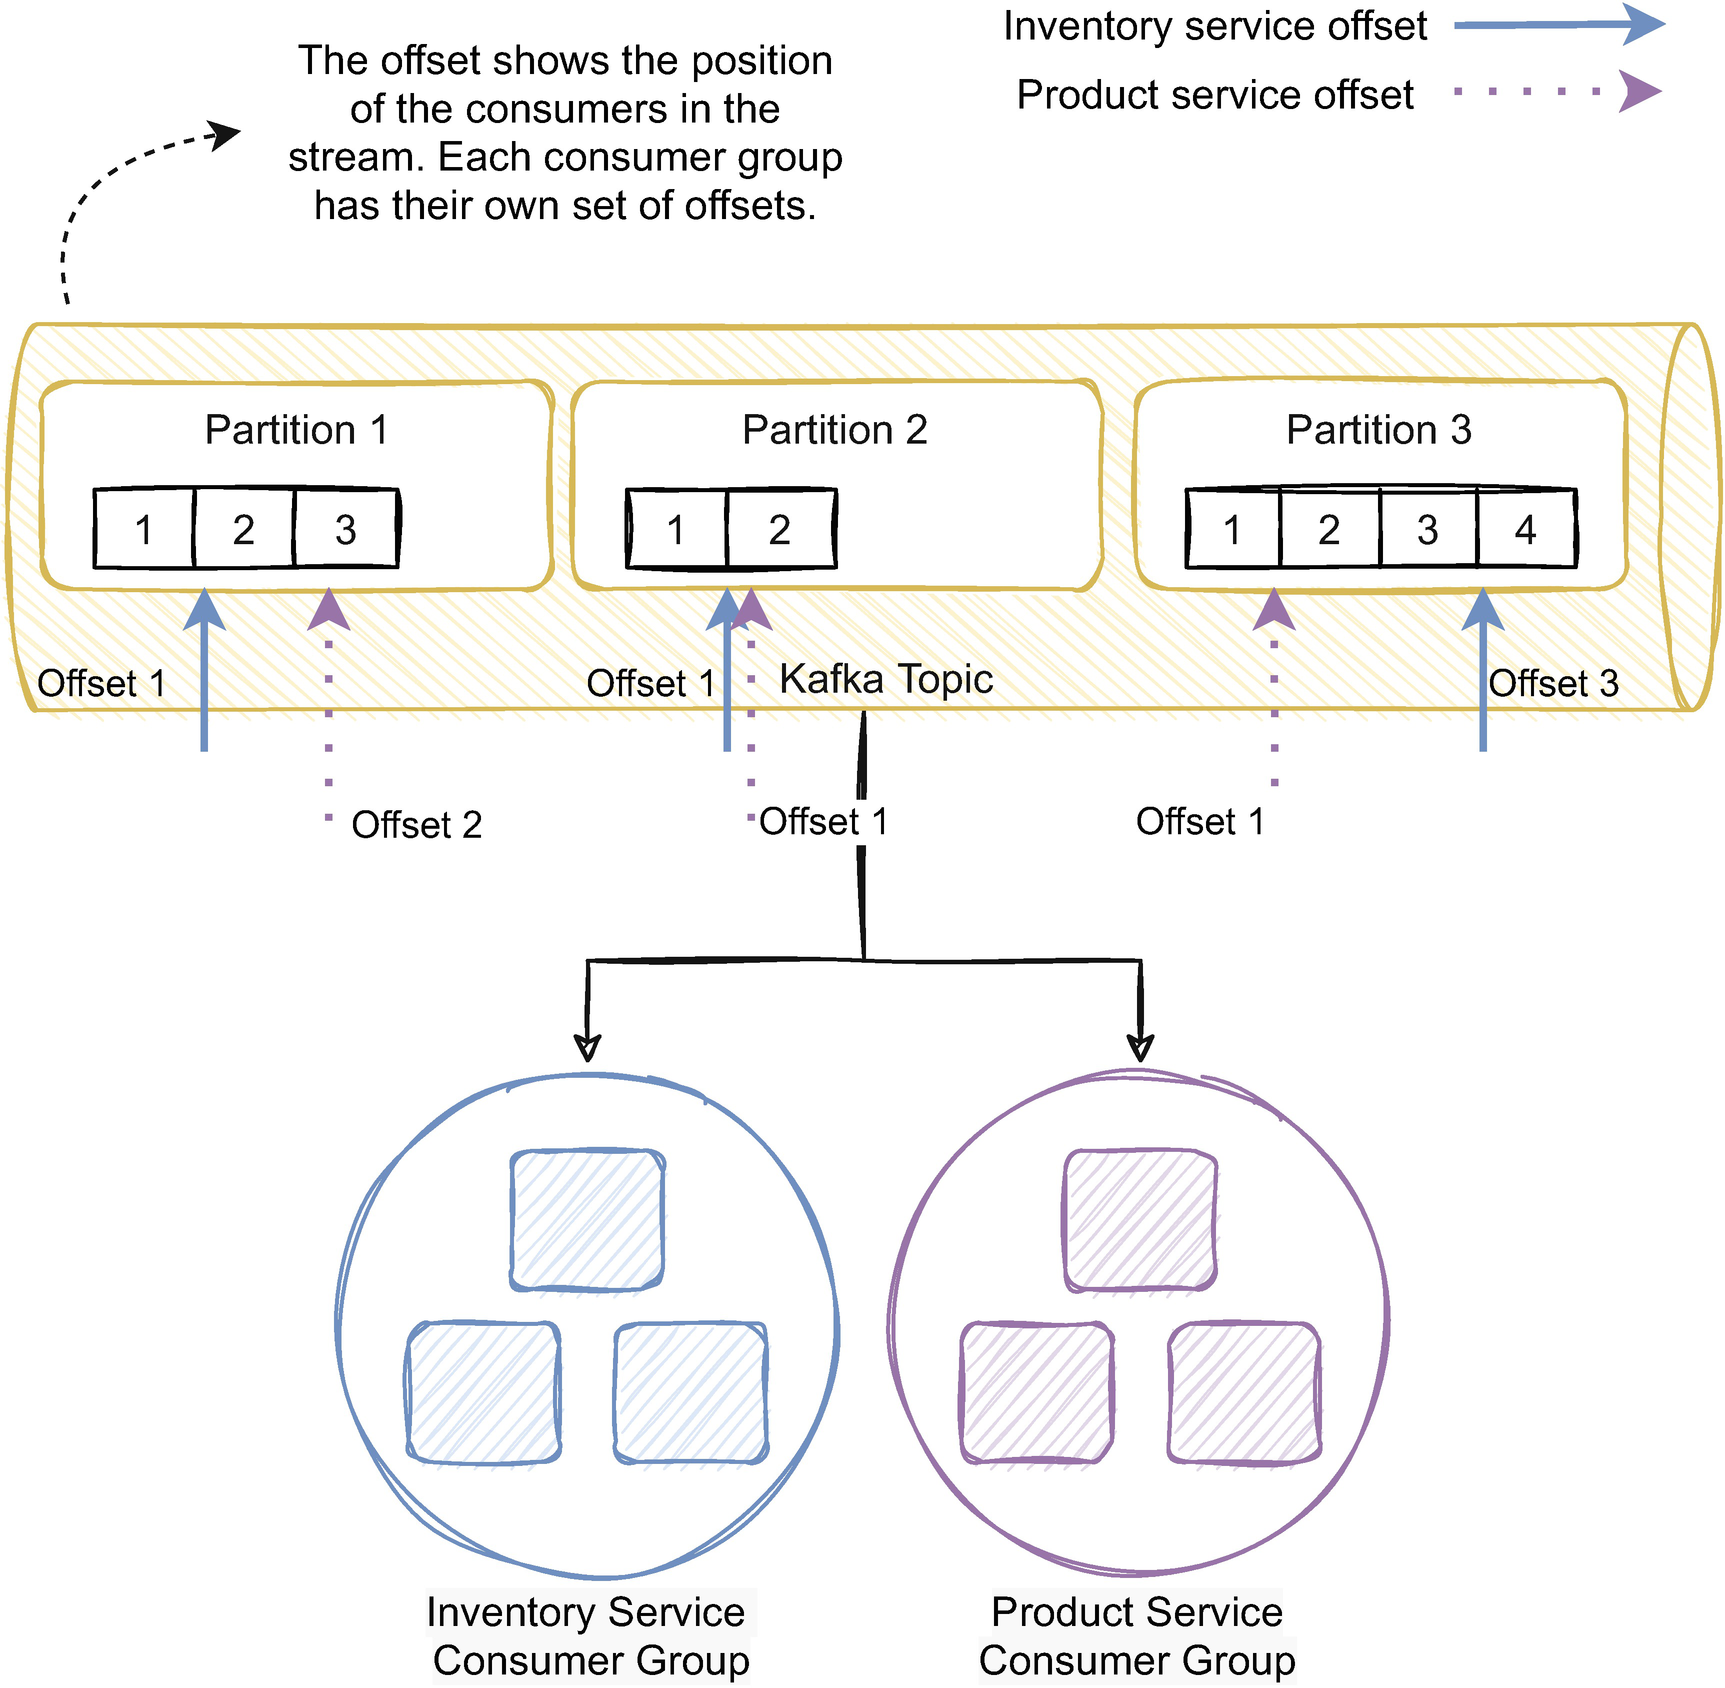 Inventory service offset
Product service offset
The offset shows the position
of the consumers in the
stream. Each consumer group
has their own set of offsets.
Partition 1
Partition 2
Partition 3
1 2 3
1 2
1 2 3 4
Offset 1
Offset 1
Kafka Topic
Offset 3
Offset 2
Offset 1
Offset 1
Inventory Service
Consumer Group
Product Service
Consumer Group